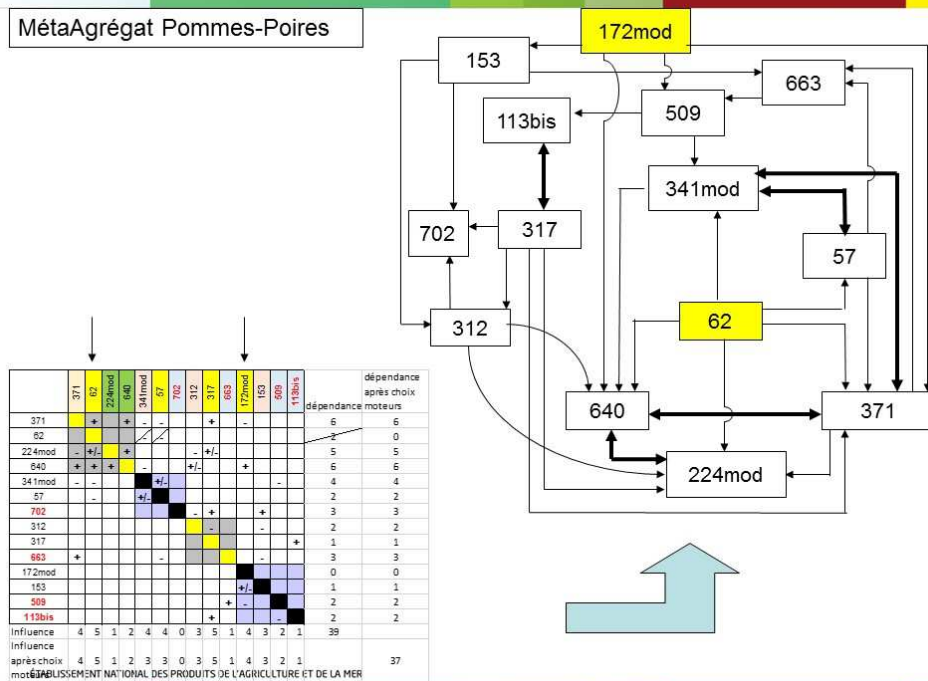 MétaAgrégat Pommes-Poires
172mod
153
663
509
113bis
341mod
702
317
57
62
312
640
371
224mod
371 62 224mod 640 341mod 57 702 312 317 663 172mod 153 509 113bis dépendance dépendance après choix moteurs
371 + + - - + - 6 6
62 - - 2 0
224mod - +/- + - +/- 5 5
640 + + + - +/- + 6 6
341mod - - +/- - 4 4
57 - +/- 2 2
702 - + + 3 3
312 - - 2 2
317 + 1 1
663 + - - 3 3
172mod 0 0
153 +/- 1 1
509 + - 2 2
113bis + - 2 2
Influence 4 5 1 2 4 4 0 3 5 1 4 3 2 1 39
Influence
après choix 4 5 1 2 3 3 0 3 5 1 4 3 2 1 37
moteurs
ÉTABLISSEMENT NATIONAL DES PRODUITS DE L'AGRICULTURE ET DE LA MER